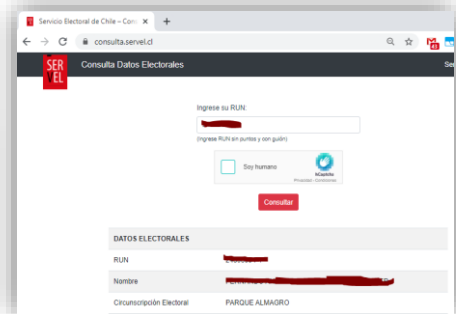 Servicio Electoral de Chile – Con
consulta.servel.cl
SER
VEL
Consulta Datos Electorales
Ser
Ingrese su RUN:
(Ingrese RUN sin puntos y con guión)
Soy humano
hCaptcha
Privacidad - Condiciones
Consultar
DATOS ELECTORALES
RUN
Nombre
Circunscripción Electoral PARQUE ALMAGRO